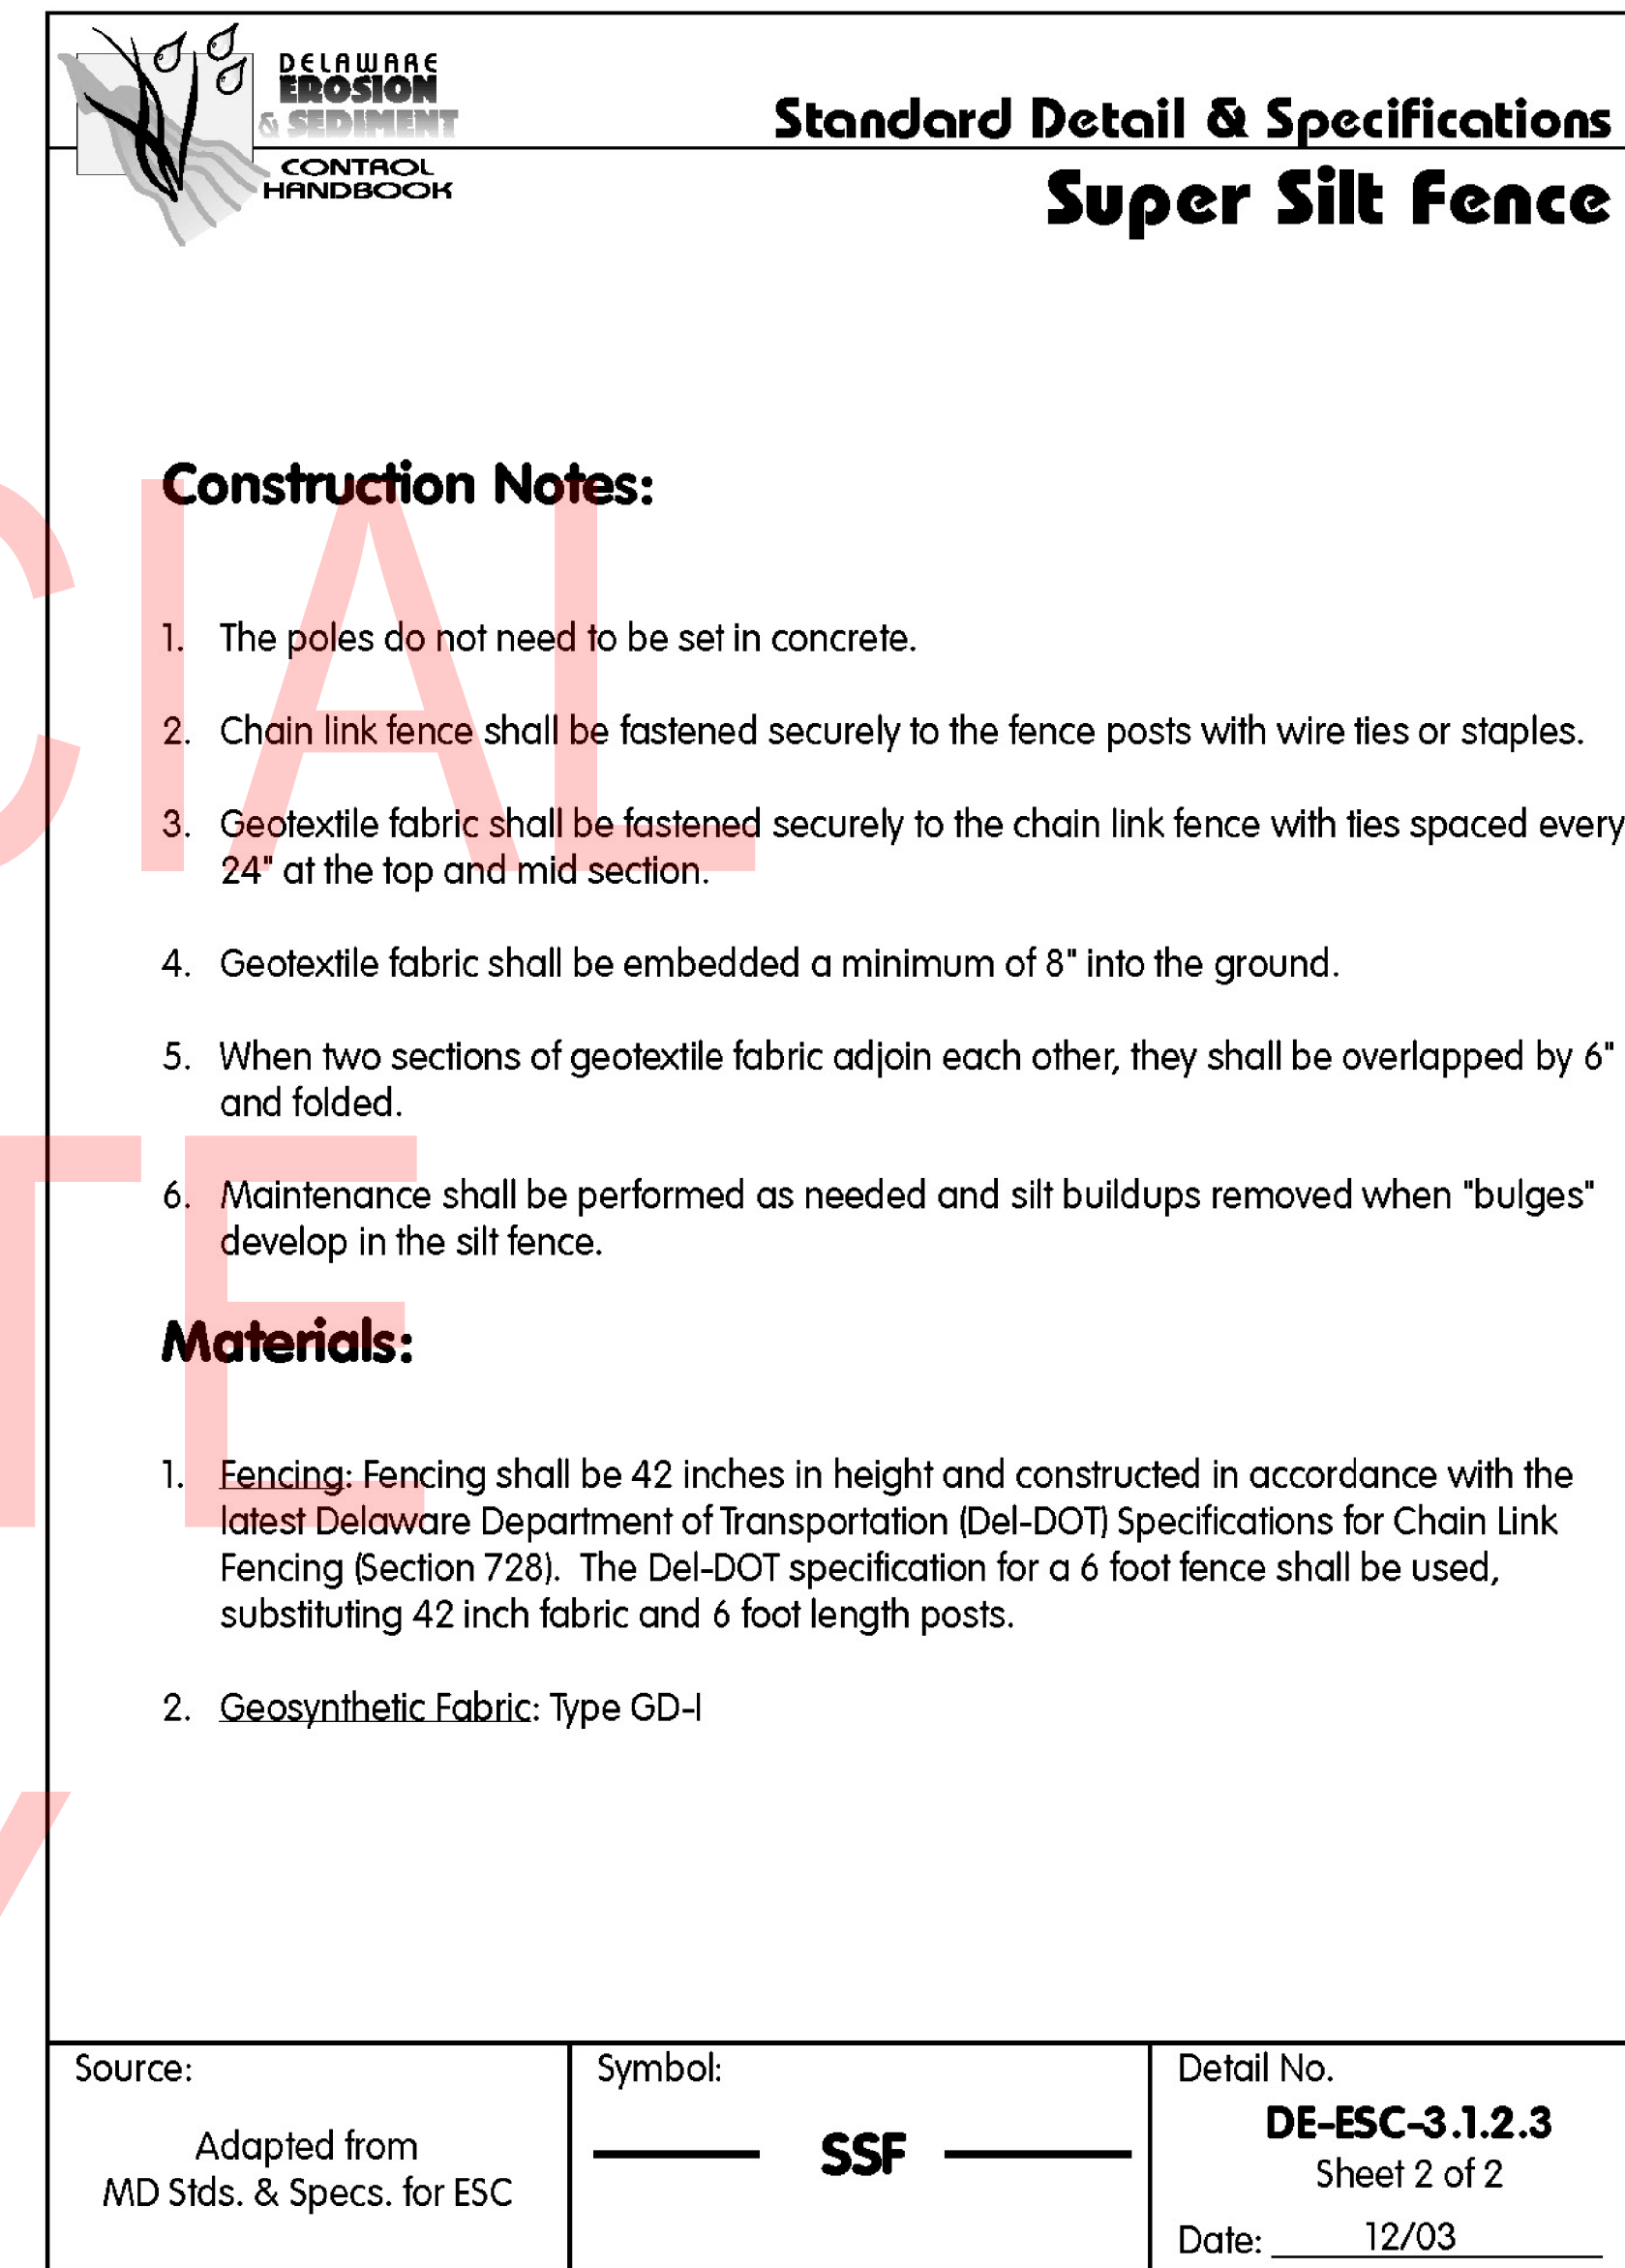 DELAWARE
EROSION
& SEDIMENT
CONTROL
HANDBOOK
Standard Detail & Specifications
Super Silt Fence
Construction Notes:
1. The poles do not need to be set in concrete.
2. Chain link fence shall be fastened securely to the fence posts with wire ties or staples.
3. Geotextile fabric shall be fastened securely to the chain link fence with ties spaced every
24" at the top and mid section.
4. Geotextile fabric shall be embedded a minimum of 8" into the ground.
5. When two sections of geotextile fabric adjoin each other, they shall be overlapped by 6"
and folded.
6. Maintenance shall be performed as needed and silt buildups removed when "bulges"
develop in the silt fence.
Materials:
1. Fencing: Fencing shall be 42 inches in height and constructed in accordance with the
latest Delaware Department of Transportation (Del-DOT) Specifications for Chain Link
Fencing (Section 728). The Del-DOT specification for a 6 foot fence shall be used,
substituting 42 inch fabric and 6 foot length posts.
2. Geosynthetic Fabric: Type GD-I
CIAL
TE
Y
Source:
Adapted from
MD Stds. & Specs. for ESC
Symbol:
SSF
Detail No.
DE-ESC-3.1.2.3
Sheet 2 of 2
Date: 12/03